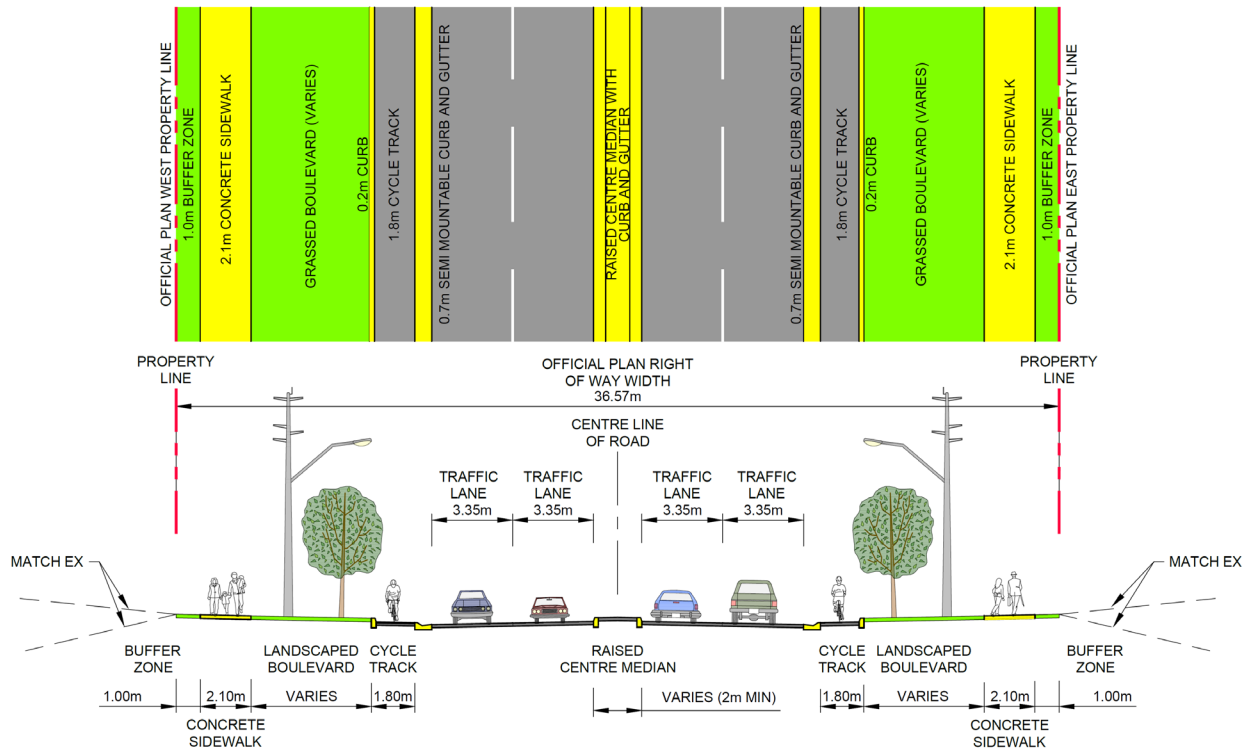 OFFICIAL PLAN WEST PROPERTY LINE
1.0m BUFFER ZONE
2.1m CONCRETE SIDEWALK
GRASSED BOULEVARD (VARIES)
0.2m CURB
1.8m CYCLE TRACK
0.7m SEMI MOUNTABLE CURB AND GUTTER
RAISED CENTRE MEDIAN WITH
CURB AND GUTTER
0.7m SEMI MOUNTABLE CURB AND GUTTER
1.8m CYCLE TRACK
0.2m CURB
GRASSED BOULEVARD (VARIES)
2.1m CONCRETE SIDEWALK
1.0m BUFFER ZONE
OFFICIAL PLAN EAST PROPERTY LINE
PROPERTY
LINE
OFFICIAL PLAN RIGHT
OF WAY WIDTH
36.57m
PROPERTY
LINE
CENTRE LINE
OF ROAD
TRAFFIC
LANE
3.35m
TRAFFIC
LANE
3.35m
TRAFFIC
LANE
3.35m
TRAFFIC
LANE
3.35m
MATCH EX
MATCH EX
BUFFER
ZONE
LANDSCAPED
BOULEVARD
CYCLE
TRACK
RAISED
CENTRE MEDIAN
CYCLE
TRACK
LANDSCAPED
BOULEVARD
BUFFER
ZONE
1.00m
2.10m
VARIES
1.80m
VARIES (2m MIN)
1.80m
VARIES
2.10m
1.00m
CONCRETE
SIDEWALK
CONCRETE
SIDEWALK